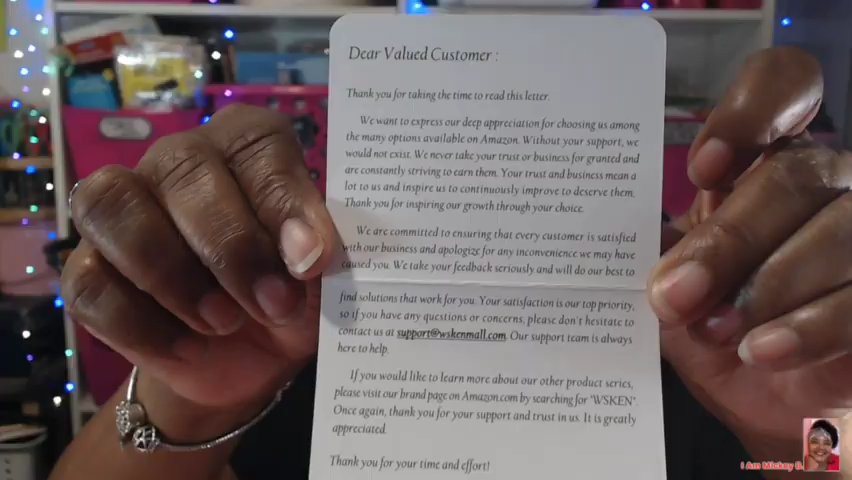 Dear Valued Customer :
Thank you for taking the time to read this letter.
We want to express our deep appreciation for choosing us among
the many options available on Amazon. Without your support, we
would not exist. We never take your trust or business for granted and
are constantly striving to earn them. Your trust and business mean a
lot to us and inspire us to continuously improve to deserve them.
Thank you for inspiring our growth through your choice.
We are committed to ensuring that every customer is satisfied
with our business and apologize for any inconvenience we may have
caused you. We take your feedback seriously and will do our best to
find solutions that work for you. Your satisfaction is our top priority,
so if you have any questions or concerns, please don't hesitate to
contact us at support@wskenmall.com. Our support team is always
here to help.
If you would like to learn more about our other product series,
please visit our brand page on Amazon.com by searching for "WSKEN".
Once again, thank you for your support and trust in us. It is greatly
appreciated.
Thank you for your time and effort!
I Am Mickey B.